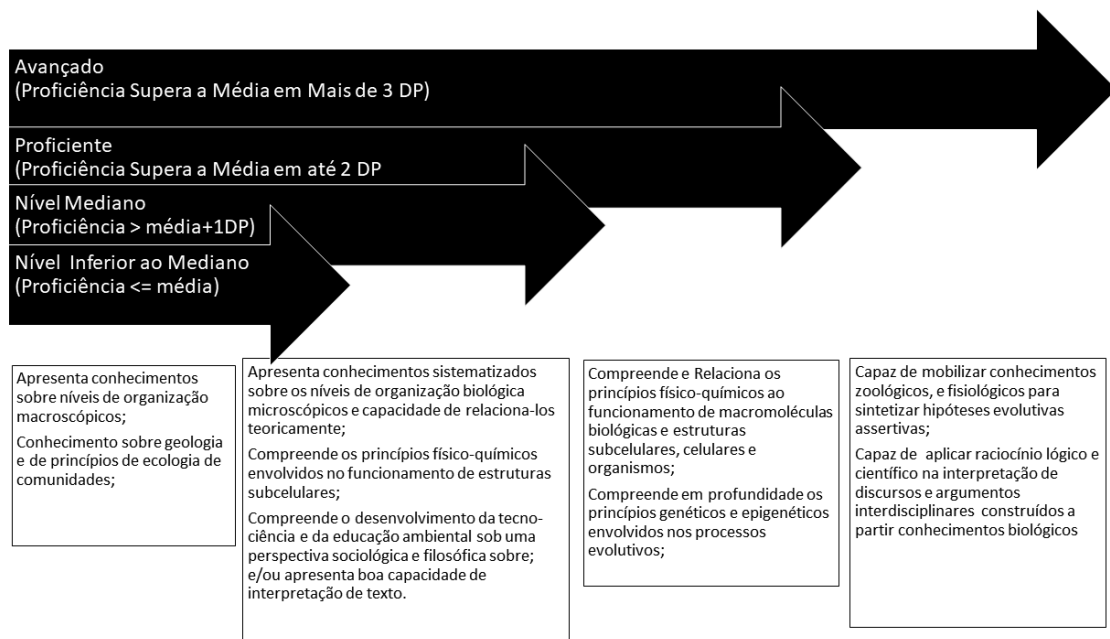 Avançado
(Proficiência Supera a Média em Mais de 3 DP)
Proficiente
(Proficiência Supera a Média em até 2 DP
Nível Mediano
(Proficiência > média+1DP)
Nível Inferior ao Mediano
(Proficiência <= média)
Apresenta conhecimentos
sobre níveis de organização
macroscópicos;
Conhecimento sobre geologia
e de princípios de ecologia de
comunidades;
Apresenta conhecimentos sistematizados
sobre os níveis de organização biológica
microscópicos e capacidade de relaciona-los
teoricamente;
Compreende os princípios físico-químicos
envolvidos no funcionamento de estruturas
subcelulares;
Compreende o desenvolvimento da tecno-
ciência e da educação ambiental sob uma
perspectiva sociológica e filosófica sobre;
e/ou apresenta boa capacidade de
interpretação de texto.
Compreende e Relaciona os
princípios físico-químicos ao
funcionamento de macromoléculas
biológicas e estruturas
subcelulares, celulares e
organismos;
Compreende em profundidade os
princípios genéticos e epigenéticos
envolvidos nos processos
evolutivos;
Capaz de mobilizar conhecimentos
zoológicos, e fisiológicos para
sintetizar hipóteses evolutivas
assertivas;
Capaz de aplicar raciocínio lógico e
científico na interpretação de
discursos e argumentos
interdisciplinares construídos a
partir conhecimentos biológicos